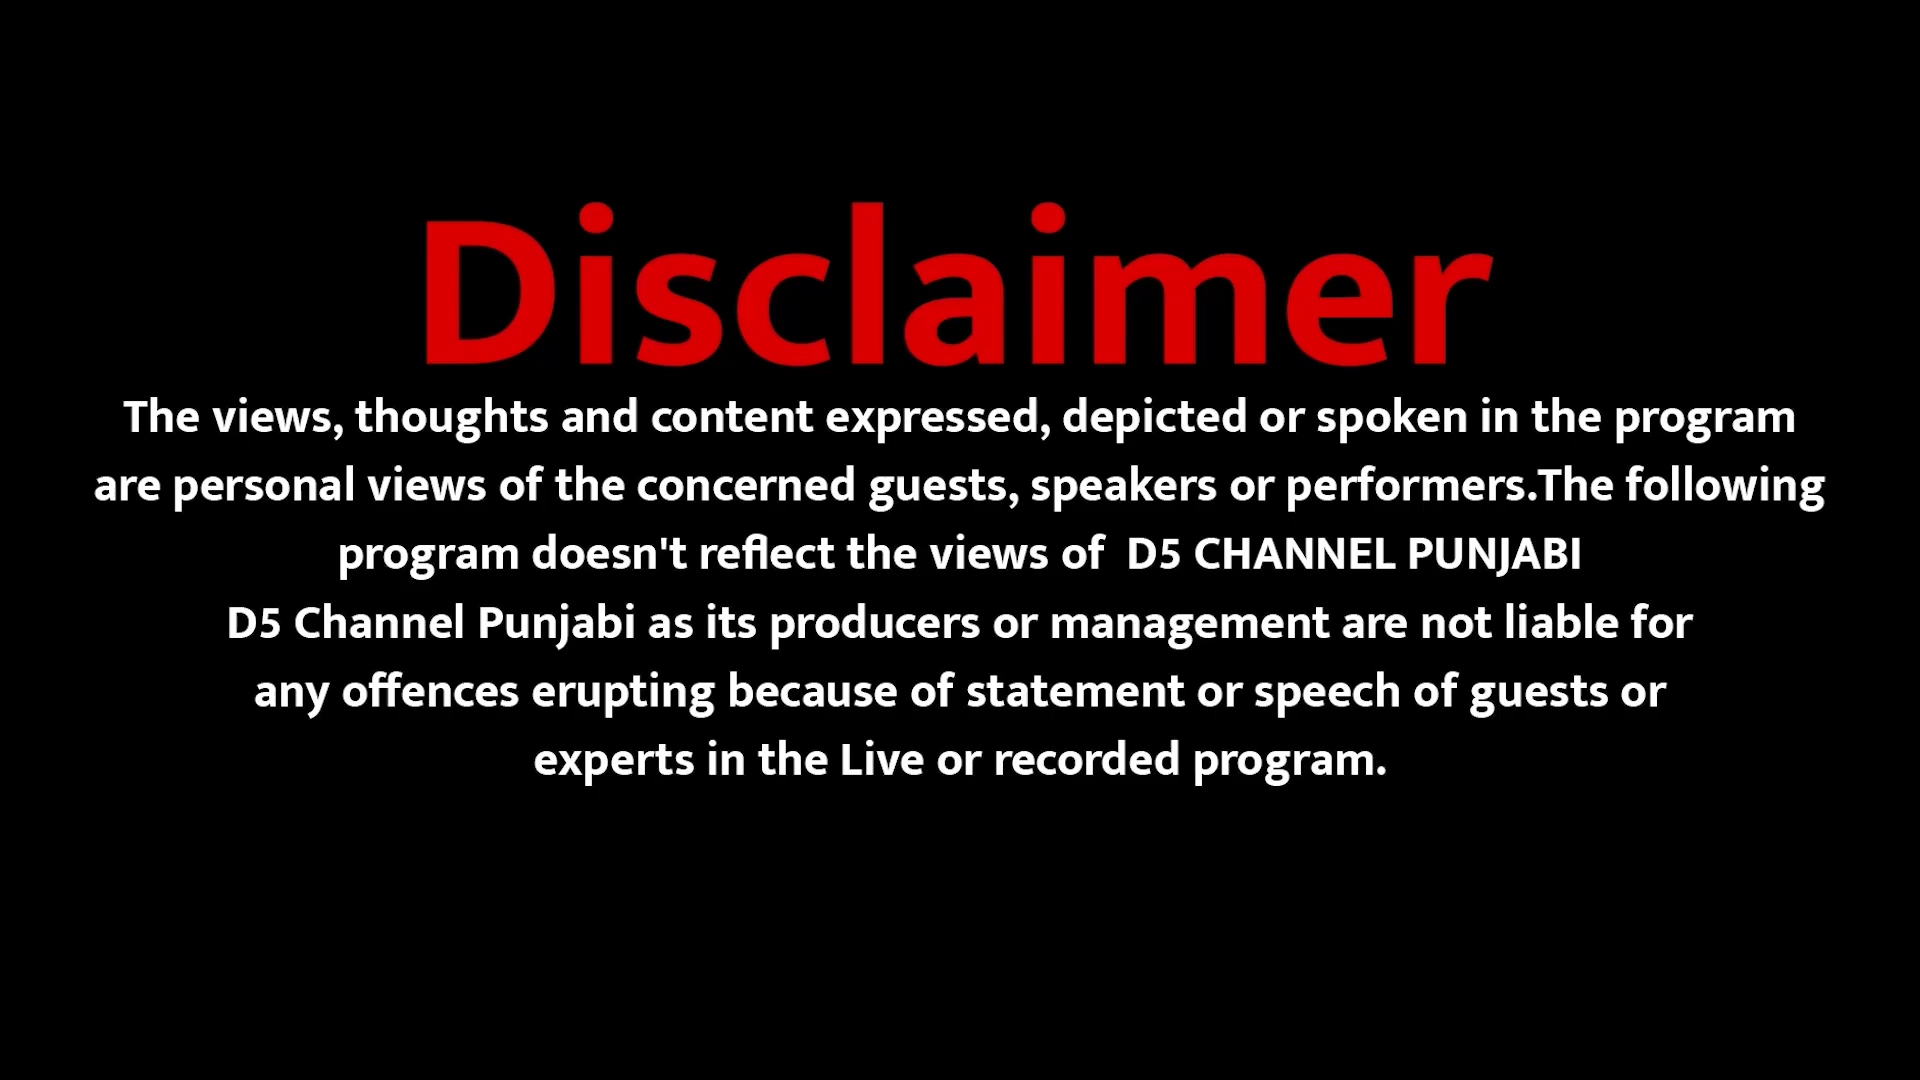 Disclaimer
The views, thoughts and content expressed, depicted or spoken in the program
are personal views of the concerned guests, speakers or performers.The following
program doesn't reflect the views of  D5 CHANNEL PUNJABI
D5 Channel Punjabi as its producers or management are not liable for
any offences erupting because of statement or speech of guests or
experts in the Live or recorded program.